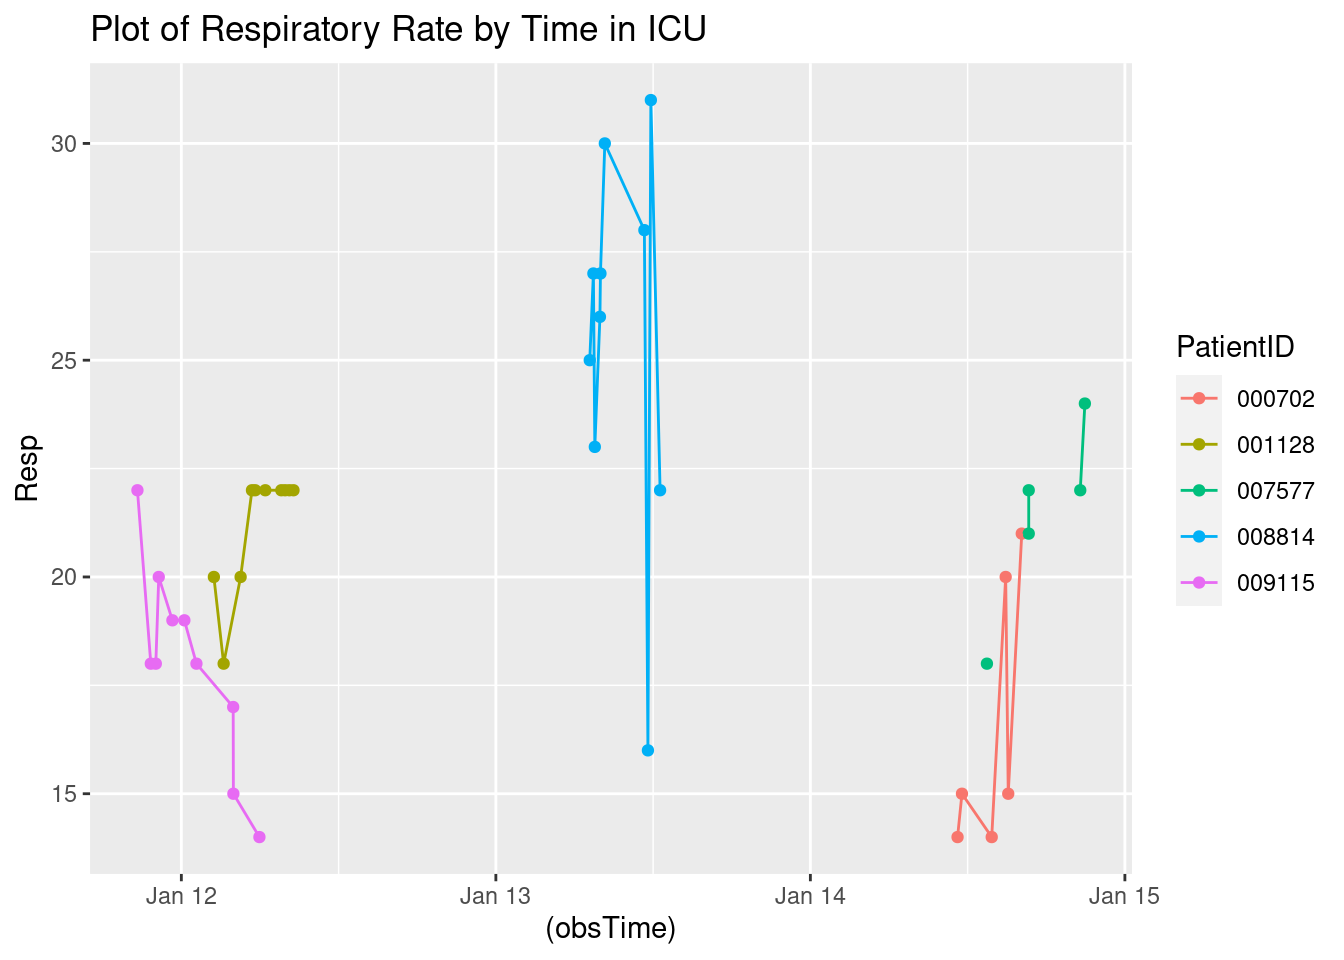 Plot of Respiratory Rate by Time in ICU
Resp
30
25
20
15
Jan 12
Jan 13
Jan 14
Jan 15
(obsTime)
PatientID
000702
001128
007577
008814
009115